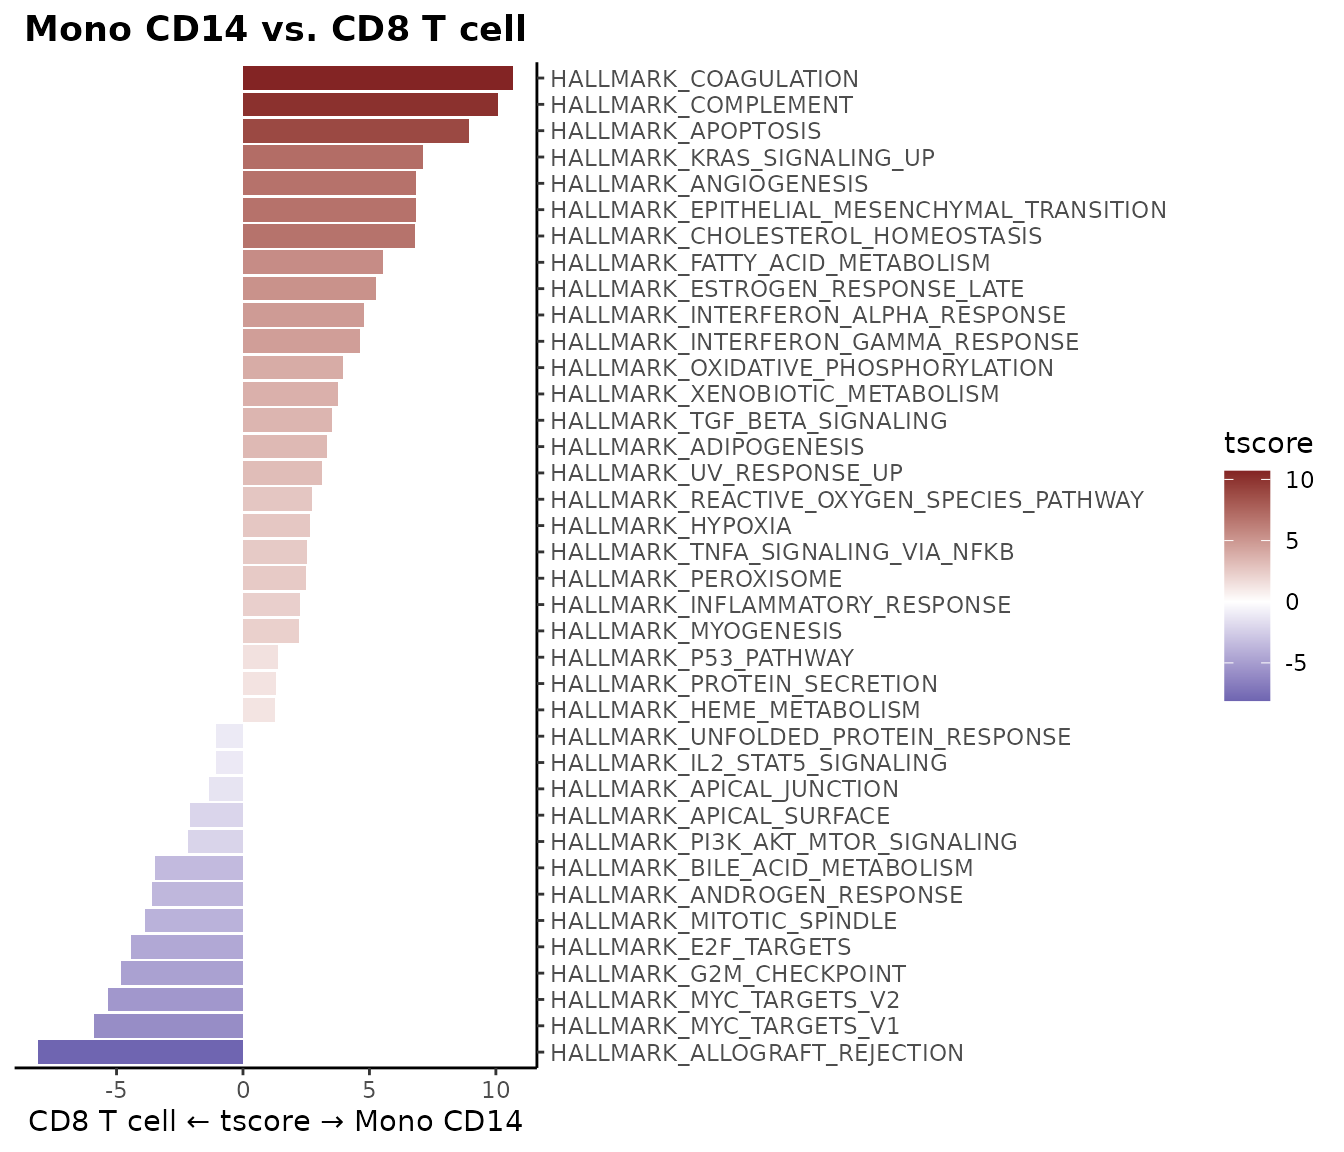 Mono CD14 vs. CD8 T cell
HALLMARK_COAGULATION
HALLMARK_COMPLEMENT
HALLMARK_APOPTOSIS
HALLMARK_KRAS_SIGNALING_UP
HALLMARK_ANGIOGENESIS
HALLMARK_EPITHELIAL_MESENCHYMAL_TRANSITION
HALLMARK_CHOLESTEROL_HOMEOSTASIS
HALLMARK_FATTY_ACID_METABOLISM
HALLMARK_ESTROGEN_RESPONSE_LATE
HALLMARK_INTERFERON_ALPHA_RESPONSE
HALLMARK_INTERFERON_GAMMA_RESPONSE
HALLMARK_OXIDATIVE_PHOSPHORYLATION
HALLMARK_XENOBIOTIC_METABOLISM
HALLMARK_TGF_BETA_SIGNALING
HALLMARK_ADIPOGENESIS
HALLMARK_UV_RESPONSE_UP
HALLMARK_REACTIVE_OXYGEN_SPECIES_PATHWAY
HALLMARK_HYPOXIA
HALLMARK_TNFA_SIGNALING_VIA_NFKB
HALLMARK_PEROXISOME
HALLMARK_INFLAMMATORY_RESPONSE
HALLMARK_MYOGENESIS
HALLMARK_P53_PATHWAY
HALLMARK_PROTEIN_SECRETION
HALLMARK_HEME_METABOLISM
HALLMARK_UNFOLDED_PROTEIN_RESPONSE
HALLMARK_IL2_STAT5_SIGNALING
HALLMARK_APICAL_JUNCTION
HALLMARK_APICAL_SURFACE
HALLMARK_PI3K_AKT_MTOR_SIGNALING
HALLMARK_BILE_ACID_METABOLISM
HALLMARK_ANDROGEN_RESPONSE
HALLMARK_MITOTIC_SPINDLE
HALLMARK_E2F_TARGETS
HALLMARK_G2M_CHECKPOINT
HALLMARK_MYC_TARGETS_V2
HALLMARK_MYC_TARGETS_V1
HALLMARK_ALLOGRAFT_REJECTION
-5 0 5 10
CD8 T cell ← tscore → Mono CD14
tscore
10
5
0
-5